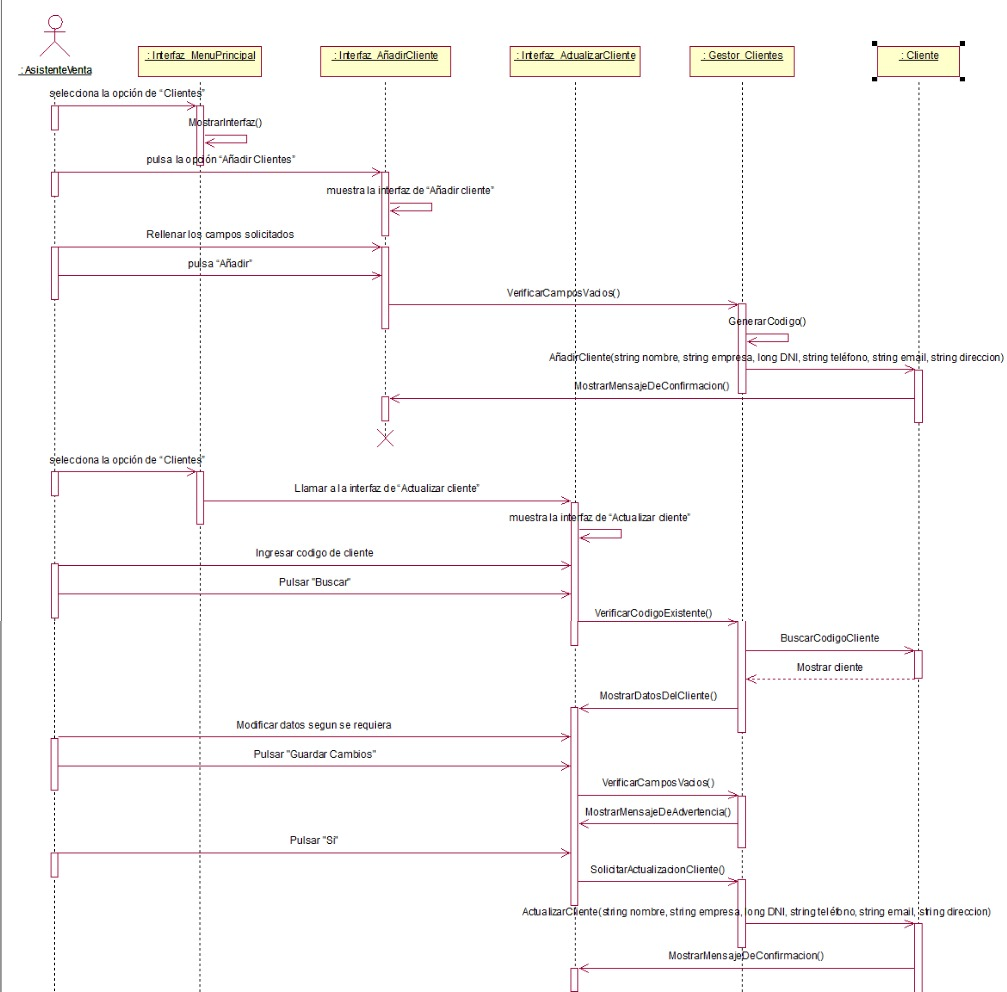 : AsistenteVenta
: Interfaz_MenuPrincipal
: Interfaz_AñadirCliente
: Interfaz_ActualizarCliente
: Gestor_Clientes
: Cliente
selecciona la opción de “Clientes”
MostrarInterfaz()
pulsa la opción “Añadir Clientes”
muestra la interfaz de “Añadir cliente”
Rellenar los campos solicitados
pulsa “Añadir”
VerificarCamposVacios()
GenerarCodigo()
AñadirCliente(string nombre, string empresa, long DNI, string teléfono, string email, string direccion)
MostrarMensajeDeConfirmacion()
selecciona la opción de “Clientes”
Llamar a la interfaz de “Actualizar cliente”
muestra la interfaz de “Actualizar cliente”
Ingresar codigo de cliente
Pulsar "Buscar"
VerificarCodigoExistente()
BuscarCodigoCliente
Mostrar cliente
MostrarDatosDelCliente()
Modificar datos segun se requiera
Pulsar "Guardar Cambios"
VerificarCamposVacios()
MostrarMensajeDeAdvertencia()
Pulsar "Si"
SolicitarActualizacionCliente()
ActualizarCliente(string nombre, string empresa, long DNI, string teléfono, string email, string direccion)
MostrarMensajeDeConfirmacion()